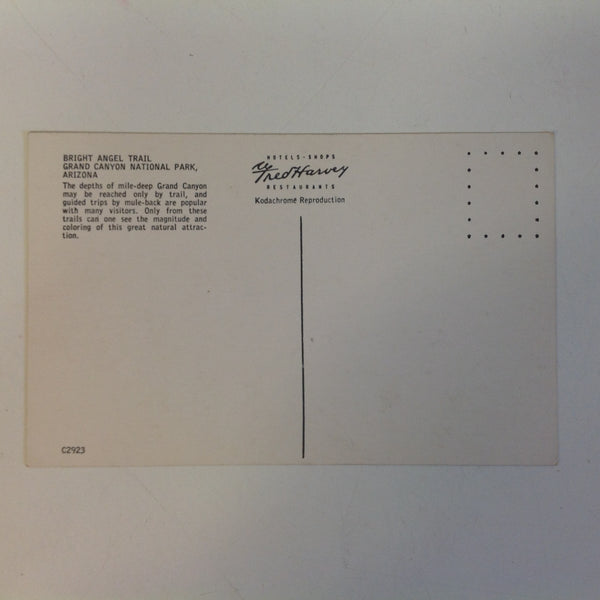 BRIGHT ANGEL TRAIL
GRAND CANYON NATIONAL PARK,
ARIZONA
The depths of mile-deep Grand Canyon
may be reached only by trail, and
guided trips by mule-back are popular
with many visitors. Only from these
trails can one see the magnitude and
coloring of this great natural attrac-
tion.
HOTELS · SHOPS
Fred Harvey
RESTAURANTS
Kodachrome Reproduction
C2923